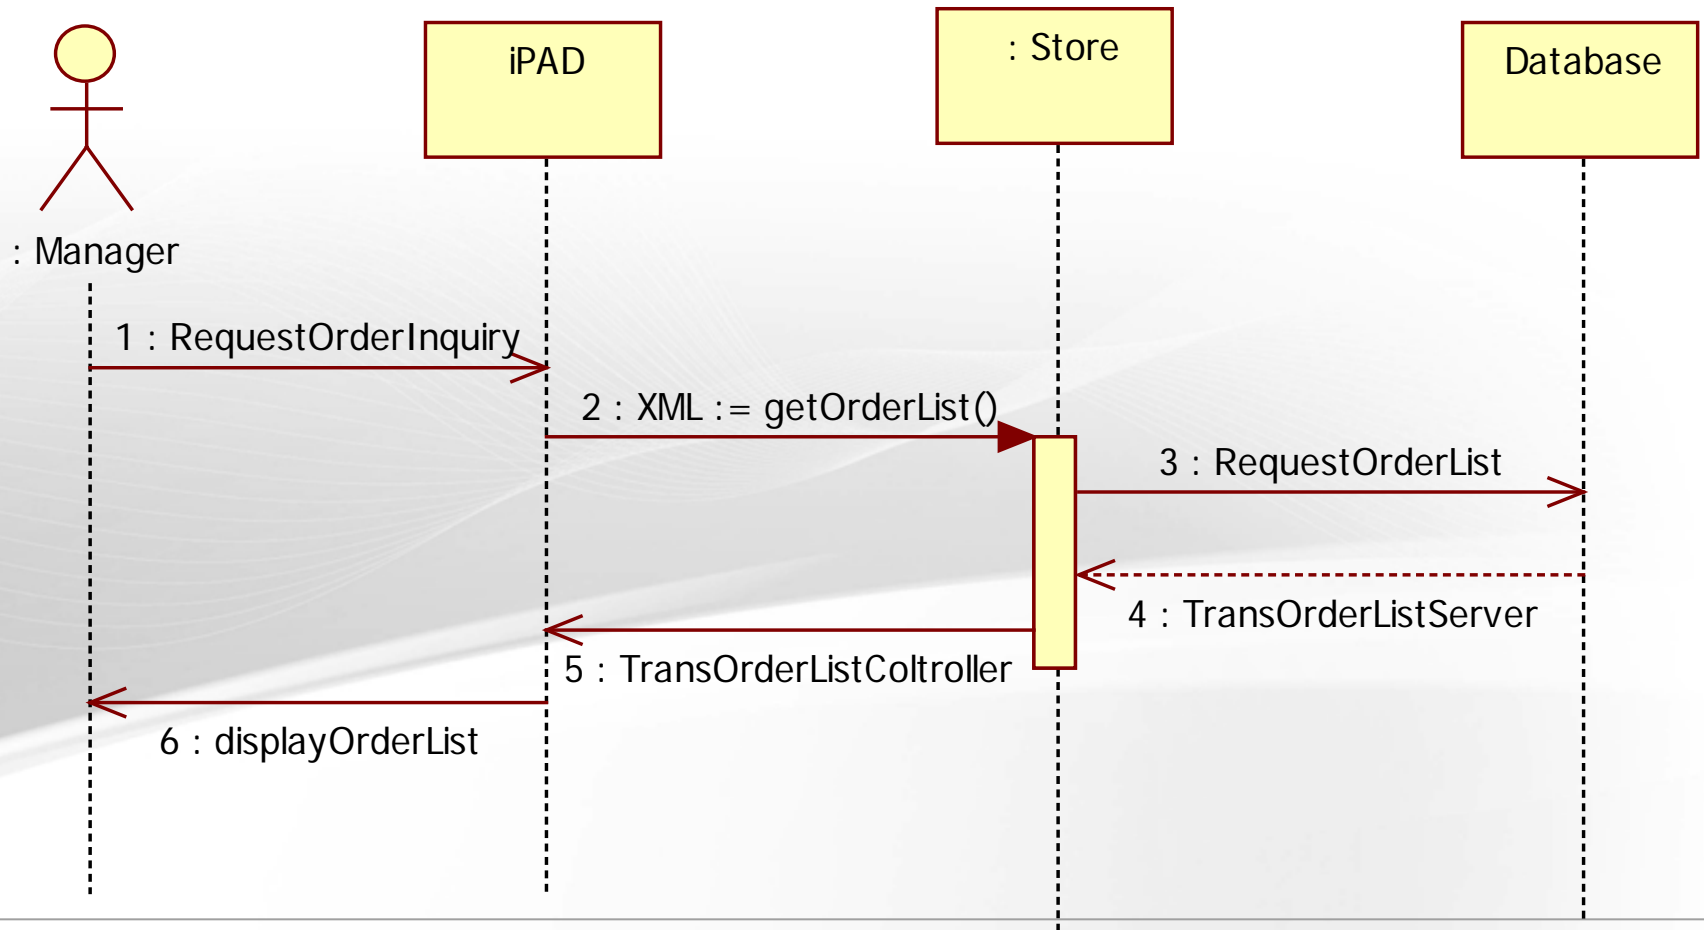 iPAD
: Store
Database
: Manager
1 : RequestOrderInquiry
2 : XML := getOrderList()
3 : RequestOrderList
4 : TransOrderListServer
5 : TransOrderListColtroller
6 : displayOrderList